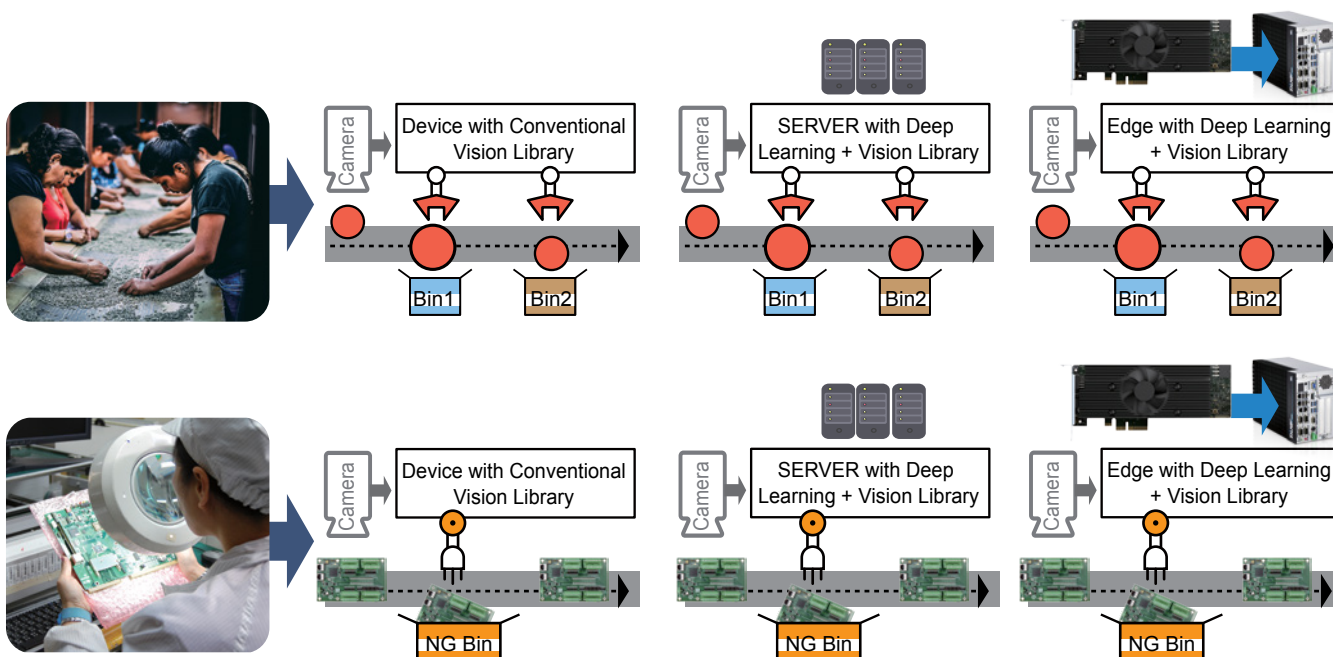 Camera
Device with Conventional
Vision Library
Bin1
Bin2
Camera
SERVER with Deep
Learning + Vision Library
Bin1
Bin2
Camera
Edge with Deep Learning
+ Vision Library
Bin1
Bin2
Camera
Device with Conventional
Vision Library
NG Bin
Camera
SERVER with Deep
Learning + Vision Library
NG Bin
Camera
Edge with Deep Learning
+ Vision Library
NG Bin